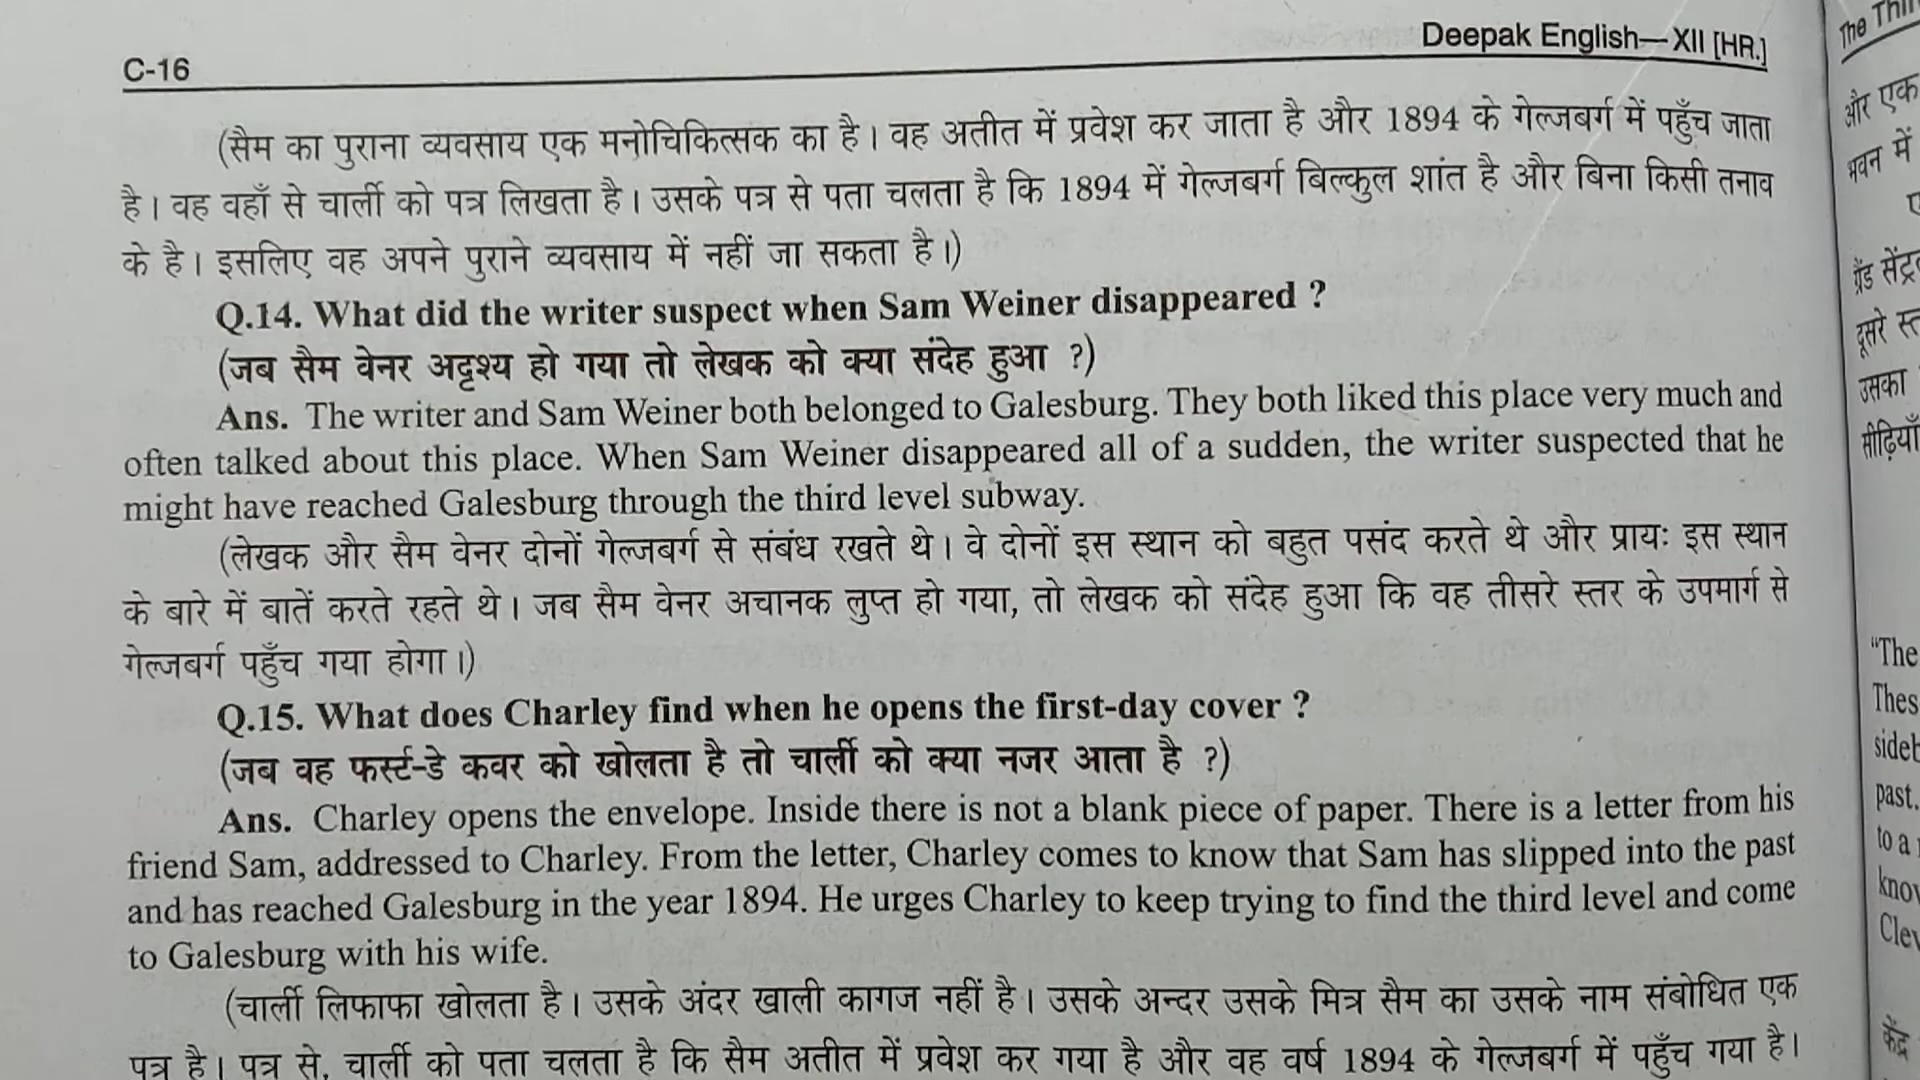 C-16
Deepak English—XII [HR.]
(सैम का पुराना व्यवसाय एक मनोचिकित्सक का है। वह अतीत में प्रवेश कर जाता है और 1894 के गेल्जबर्ग में पहुँच जाता
है। वह वहाँ से चार्ली को पत्र लिखता है। उसके पत्र से पता चलता है कि 1894 में गेल्जबर्ग बिल्कुल शांत है और बिना किसी तनाव
के है। इसलिए वह अपने पुराने व्यवसाय में नहीं जा सकता है।)
Q.14. What did the writer suspect when Sam Weiner disappeared ?
(जब सैम वेनर अदृश्य हो गया तो लेखक को क्या संदेह हुआ ?)
Ans. The writer and Sam Weiner both belonged to Galesburg. They both liked this place very much and
often talked about this place. When Sam Weiner disappeared all of a sudden, the writer suspected that he
might have reached Galesburg through the third level subway.
(लेखक और सैम वेनर दोनों गेल्जबर्ग से संबंध रखते थे। वे दोनों इस स्थान को बहुत पसंद करते थे और प्रायः इस स्थान
के बारे में बातें करते रहते थे। जब सैम वेनर अचानक लुप्त हो गया, तो लेखक को संदेह हुआ कि वह तीसरे स्तर के उपमार्ग से
गेल्जबर्ग पहुँच गया होगा।)
Q.15. What does Charley find when he opens the first-day cover ?
(जब वह फर्स्ट-डे कवर को खोलता है तो चार्ली को क्या नजर आता है ?)
Ans. Charley opens the envelope. Inside there is not a blank piece of paper. There is a letter from his
friend Sam, addressed to Charley. From the letter, Charley comes to know that Sam has slipped into the past
and has reached Galesburg in the year 1894. He urges Charley to keep trying to find the third level and come
to Galesburg with his wife.
(चार्ली लिफाफा खोलता है। उसके अंदर खाली कागज नहीं है। उसके अन्दर उसके मित्र सैम का उसके नाम संबोधित एक
पत्र है। पत्र से, चार्ली को पता चलता है कि सैम अतीत में प्रवेश कर गया है और वह वर्ष 1894 के गेल्जबर्ग में पहुँच गया है।
The
और एक
भवन में
ग्रैंड
दूसरे
उसका
सीढ़ियाँ
"The
past.
to a